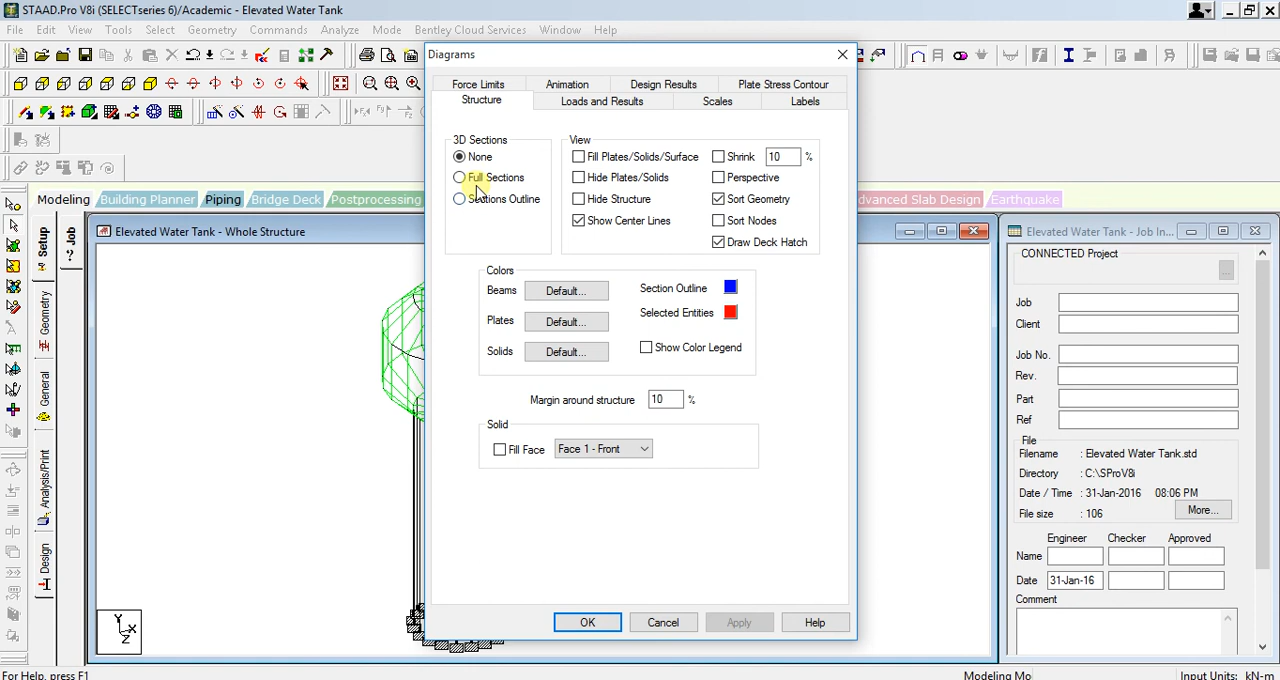 STAAD.Pro V8i (SELECTseries 6)/Academic - Elevated Water Tank
File Edit View Tools Select Geometry Commands Analyze Mode Bentley Cloud Services Window Help
Diagrams
Force Limits Animation Design Results Plate Stress Contour
Structure Loads and Results Scales Labels
3D Sections
None
Full Sections
Sections Outline
View
Fill Plates/Solids/Surface Shrink 10 %
Hide Plates/Solids Perspective
Hide Structure Sort Geometry
Show Center Lines Sort Nodes
Draw Deck Hatch
Colors
Beams Default... Section Outline
Plates Default... Selected Entities
Solids Default... Show Color Legend
Margin around structure 10 %
Solid
Fill Face Face 1 - Front
OK Cancel Apply Help
Modeling Building Planner Piping Bridge Deck Postprocessing dvanced Slab Design Earthquake
Elevated Water Tank - Whole Structure
Setup
Job
Geometry
General
Analysis/Print
Design
Y
X
Z
Elevated Water Tank - Job In...
CONNECTED Project
...
Job
Client
Job No.
Rev.
Part
Ref
File
Filename : Elevated Water Tank.std
Directory : C:\SProV8i
Date / Time : 31-Jan-2016 08:06 PM
File size : 106 More...
Engineer Checker Approved
Name
Date 31-Jan-16
Comment
For Help, press F1 Modeling Mo Input Units: kN-m